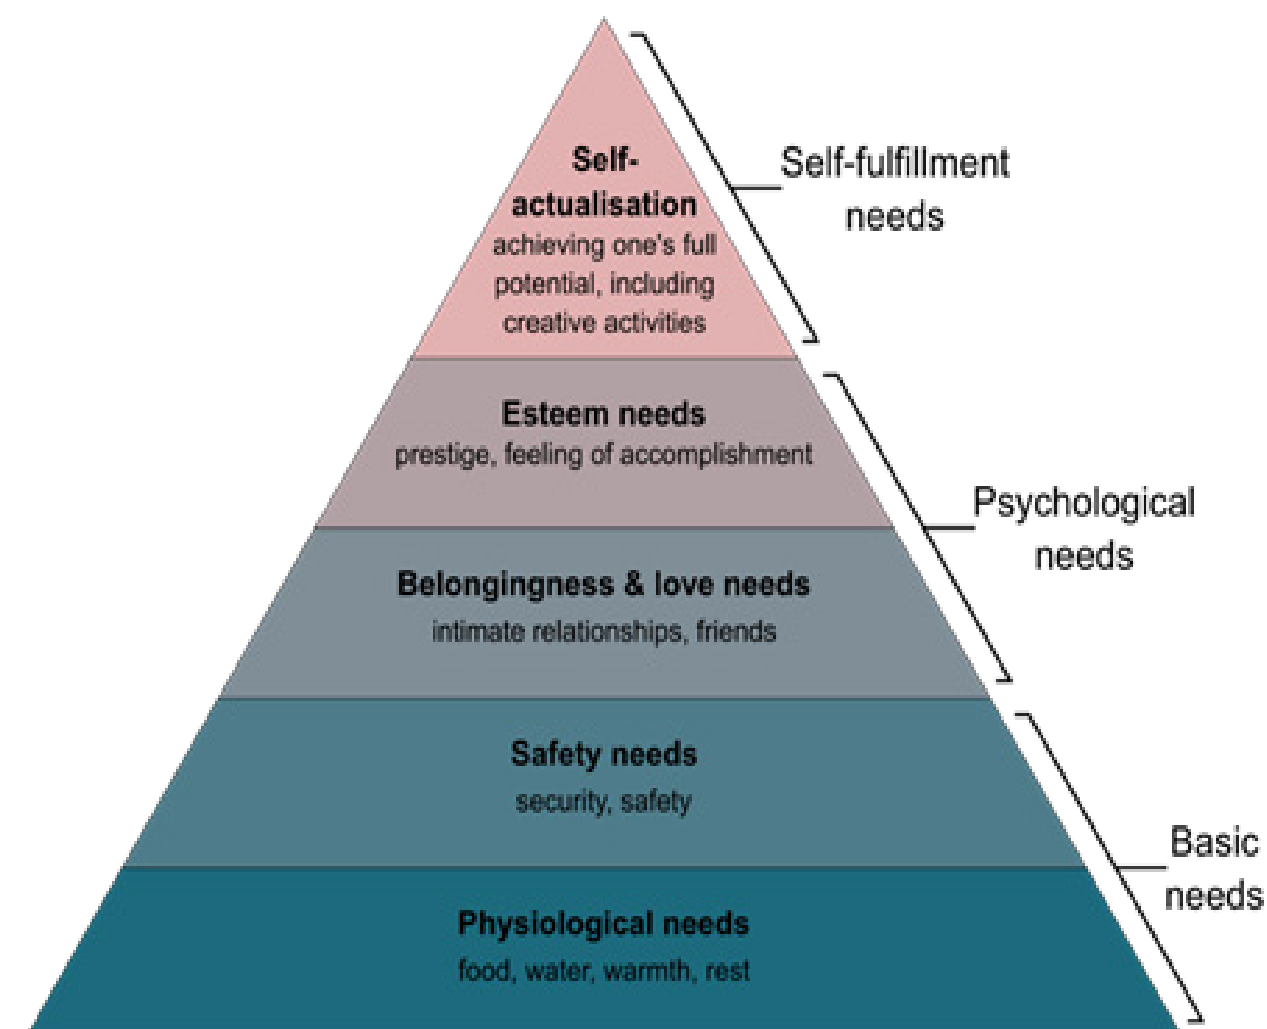 Self-
actualisation
achieving one's full
potential, including
creative activities
Self-fulfillment
needs
Esteem needs
prestige, feeling of accomplishment
Psychological
needs
Belongingness & love needs
intimate relationships, friends
Safety needs
security, safety
Basic
needs
Physiological needs
food, water, warmth, rest